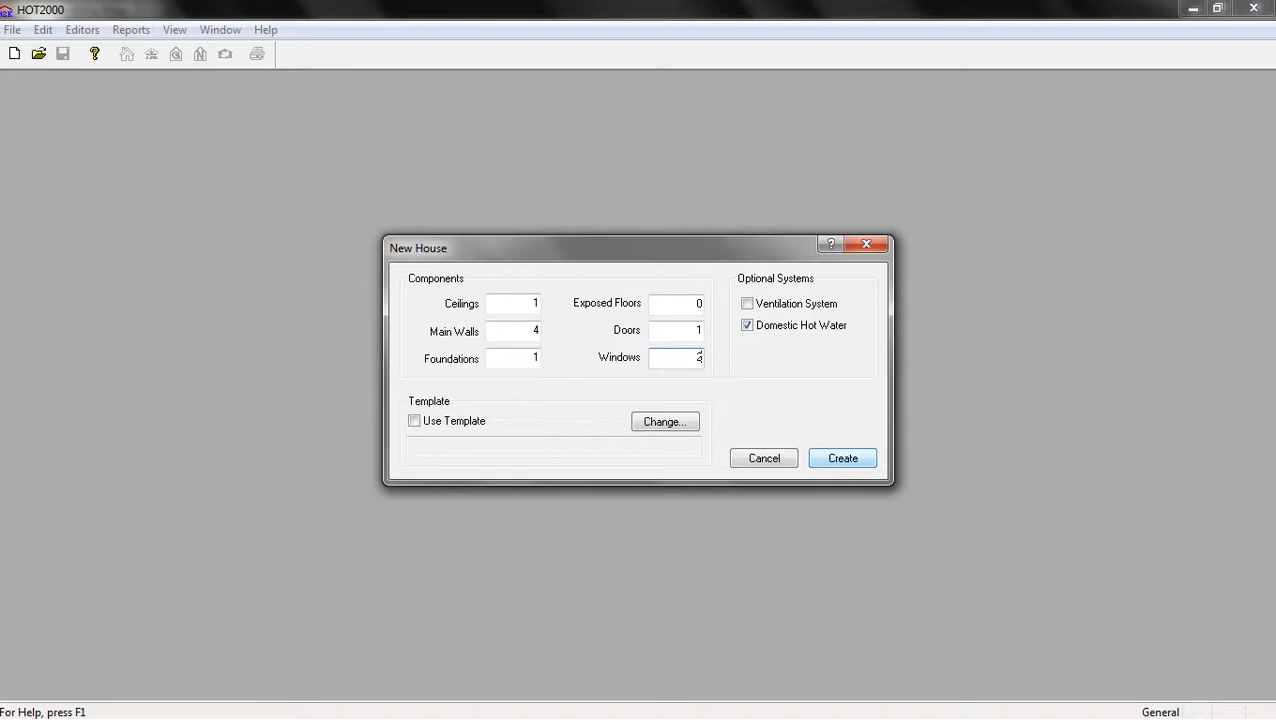 HOT2000
File Edit Editors Reports View Window Help
New House
Components
Ceilings 1
Main Walls 4
Foundations 1
Exposed Floors 0
Doors 1
Windows
Optional Systems
Ventilation System
Domestic Hot Water
Template
Use Template
Change...
Cancel Create
For Help, press F1
General